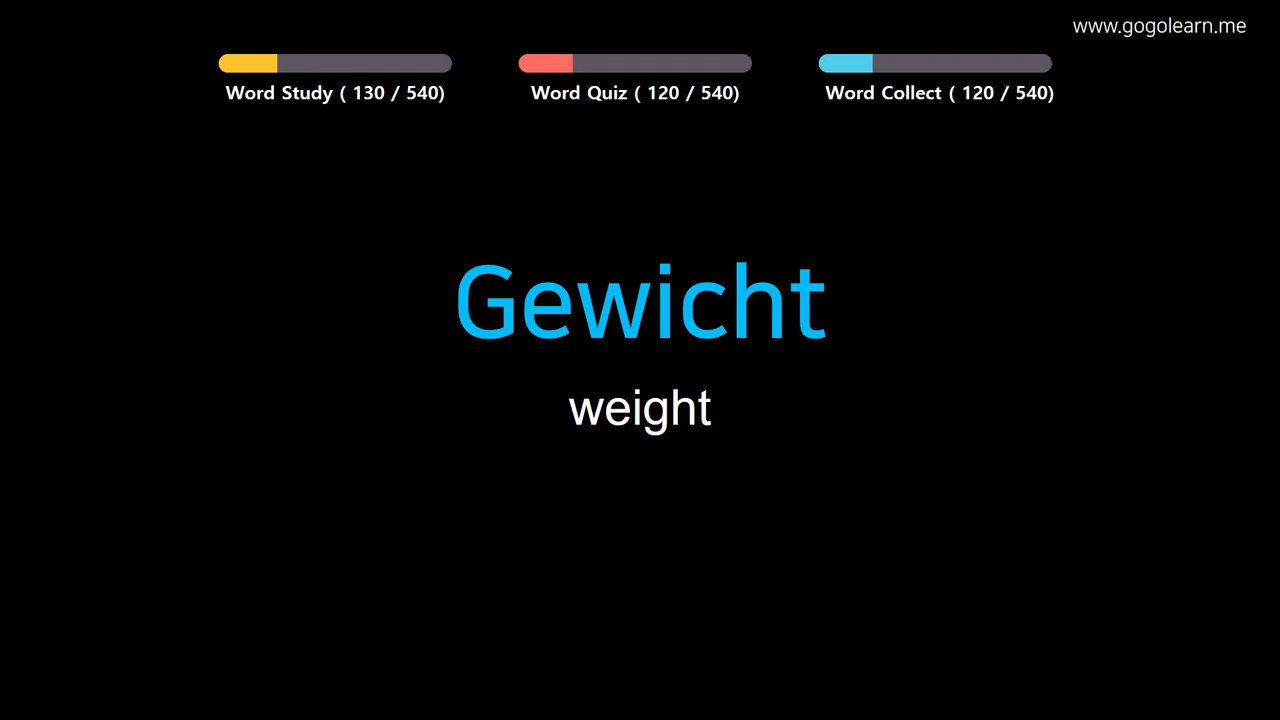 www.gogolearn.me
Word Study ( 130 / 540)
Word Quiz ( 120 / 540)
Word Collect ( 120 / 540)
Gewicht
weight